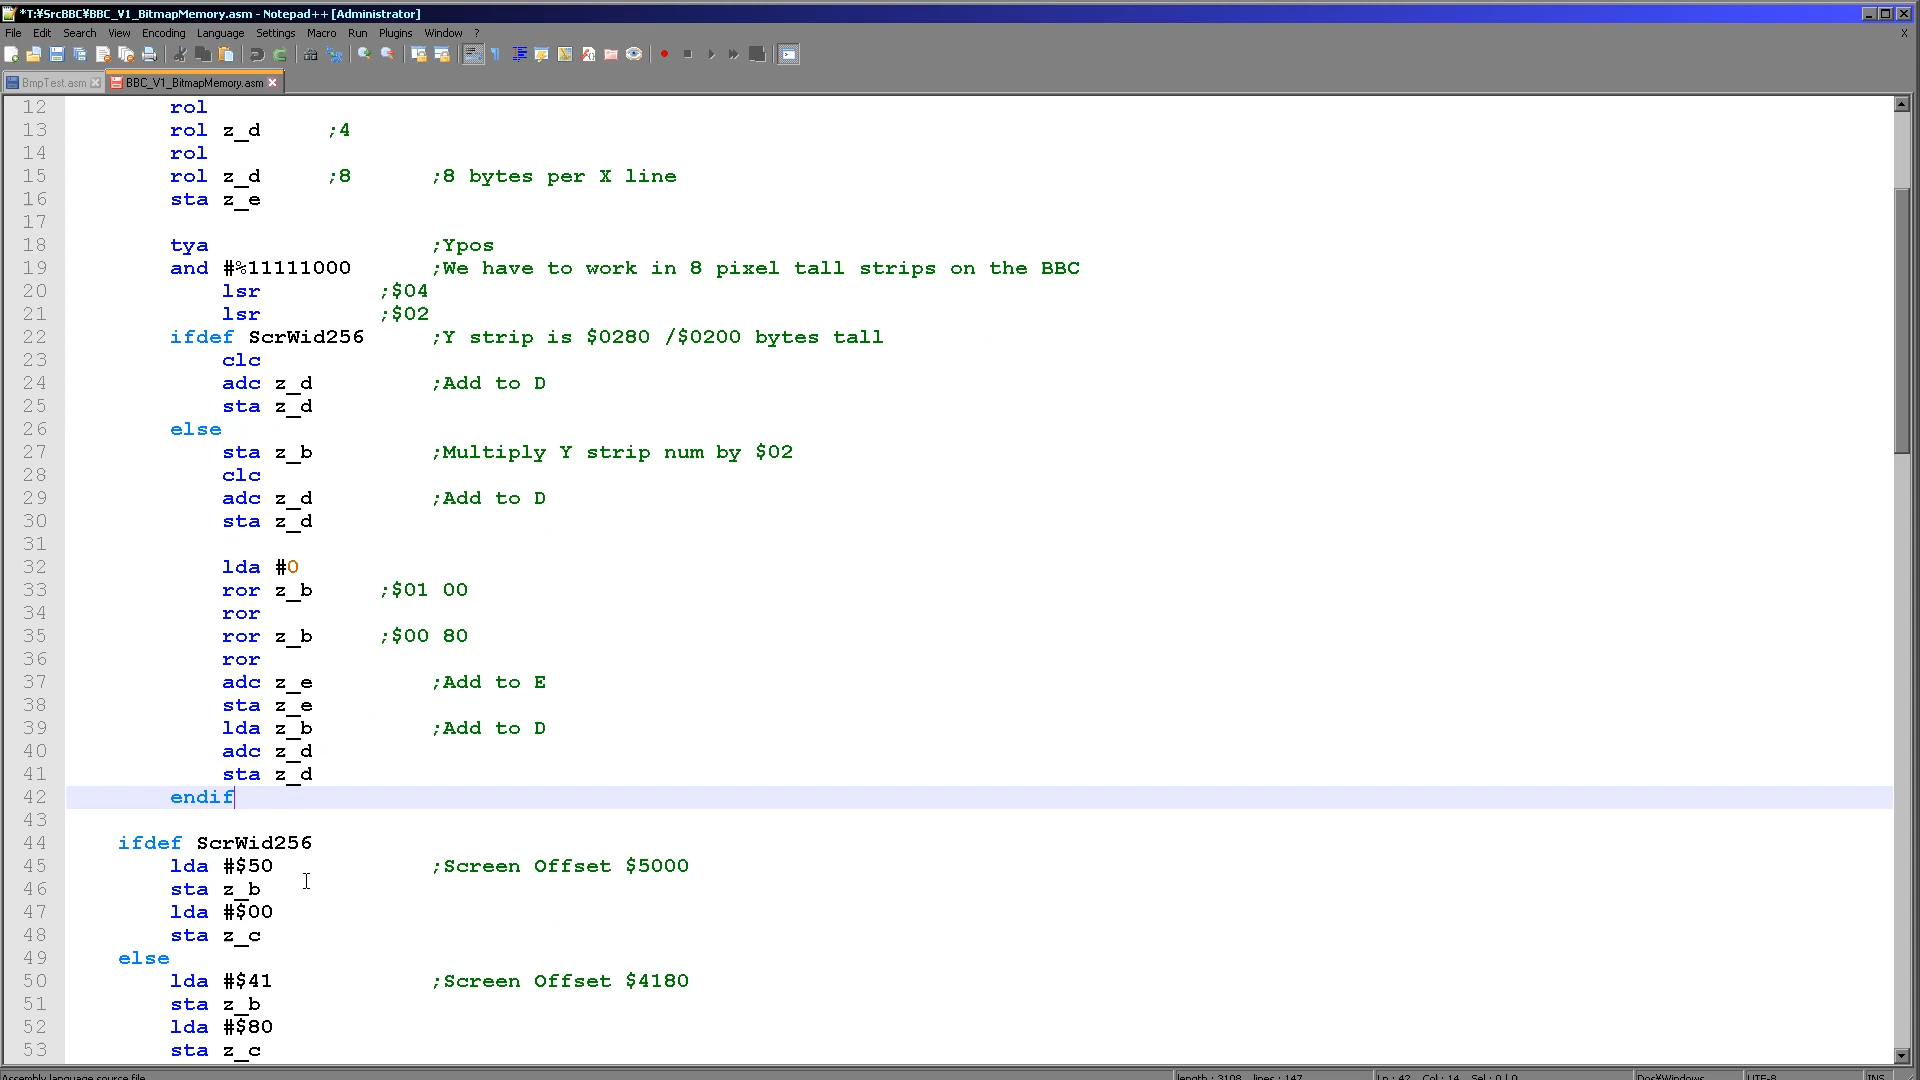 *T:¥SrcBBC¥BBC_V1_BitmapMemory.asm - Notepad++ [Administrator]
File Edit Search View Encoding Language Settings Macro Run Plugins Window ? X
BmpTest.asm BBC_V1_BitmapMemory.asm
12 rol
13 rol z_d ;4
14 rol
15 rol z_d ;8 ;8 bytes per X line
16 sta z_e
17
18 tya ;Ypos
19 and #%11111000 ;We have to work in 8 pixel tall strips on the BBC
20 lsr ;$04
21 lsr ;$02
22 ifdef ScrWid256 ;Y strip is $0280 /$0200 bytes tall
23 clc
24 adc z_d ;Add to D
25 sta z_d
26 else
27 sta z_b ;Multiply Y strip num by $02
28 clc
29 adc z_d ;Add to D
30 sta z_d
31
32 lda #0
33 ror z_b ;$01 00
34 ror
35 ror z_b ;$00 80
36 ror
37 adc z_e ;Add to E
38 sta z_e
39 lda z_b ;Add to D
40 adc z_d
41 sta z_d
42 endif
43
44 ifdef ScrWid256
45 lda #$50 ;Screen Offset $5000
46 sta z_b
47 lda #$00
48 sta z_c
49 else
50 lda #$41 ;Screen Offset $4180
51 sta z_b
52 lda #$80
53 sta z_c
Assembly language source file length : 3108 lines : 147 Ln : 42 Col : 14 Sel : 0 | 0 Dos¥Windows UTF-8 INS